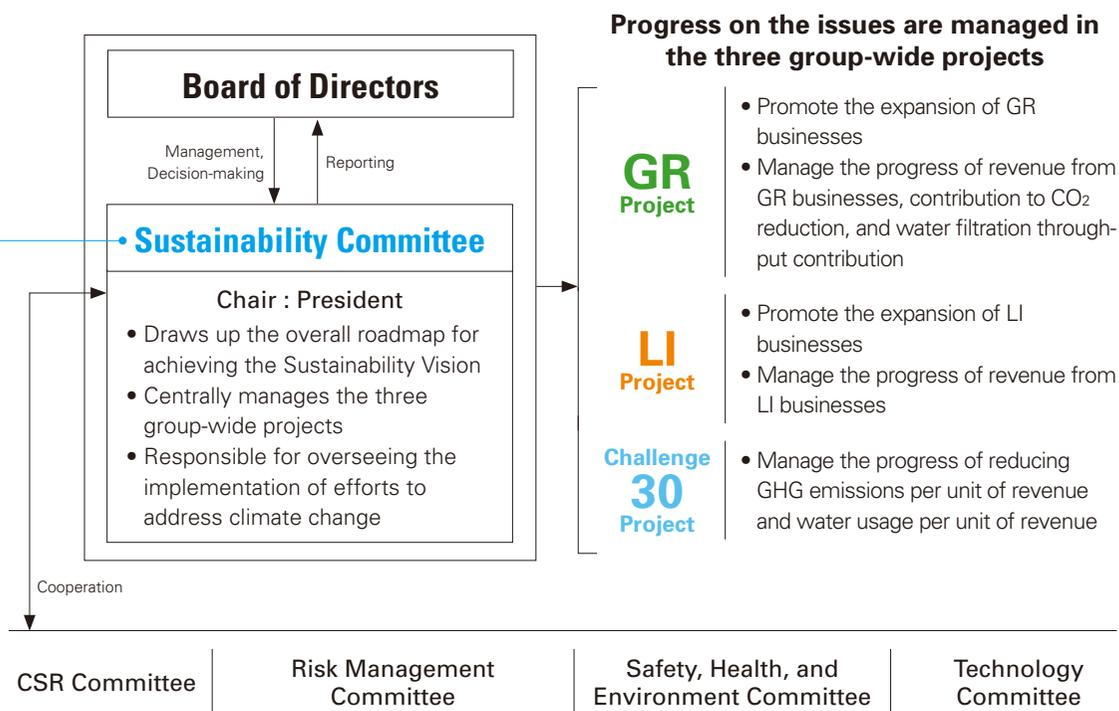 Progress on the issues are managed in
the three group-wide projects
Board of Directors
Management,
Decision-making
Reporting
Sustainability Committee
Chair : President
• Draws up the overall roadmap for
achieving the Sustainability Vision
• Centrally manages the three
group-wide projects
• Responsible for overseeing the
implementation of efforts to
address climate change
GR
Project
• Promote the expansion of GR
businesses
• Manage the progress of revenue from
GR businesses, contribution to CO2
reduction, and water filtration through-
put contribution
LI
Project
• Promote the expansion of LI
businesses
• Manage the progress of revenue from
LI businesses
Challenge
30
Project
• Manage the progress of reducing
GHG emissions per unit of revenue
and water usage per unit of revenue
Cooperation
CSR Committee
Risk Management
Committee
Safety, Health, and
Environment Committee
Technology
Committee